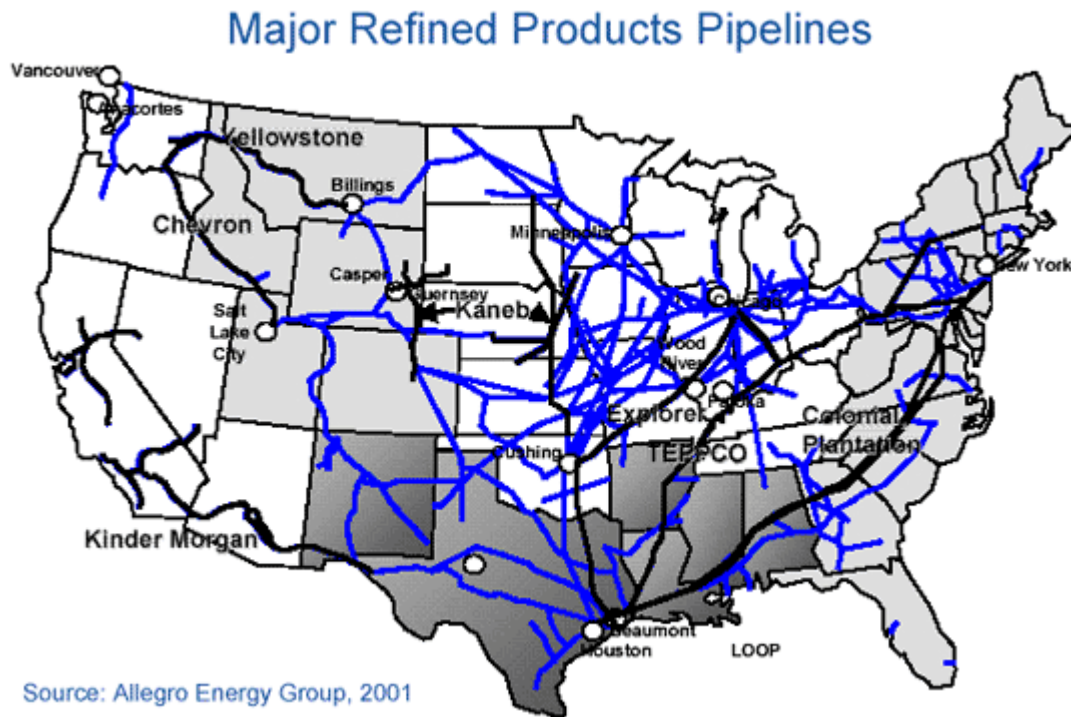 Major Refined Products Pipelines
Vancouver
Anacortes
Yellowstone
Billings
Chevron
Minneapolis
New York
Casper
Guernsey
Kaneb
Chicago
Salt
Lake
City
Wood
River
Patoka
Explorer
Colonial
Plantation
TEPPCO
Cushing
Kinder Morgan
Beaumont
Houston
LOOP
Source: Allegro Energy Group, 2001